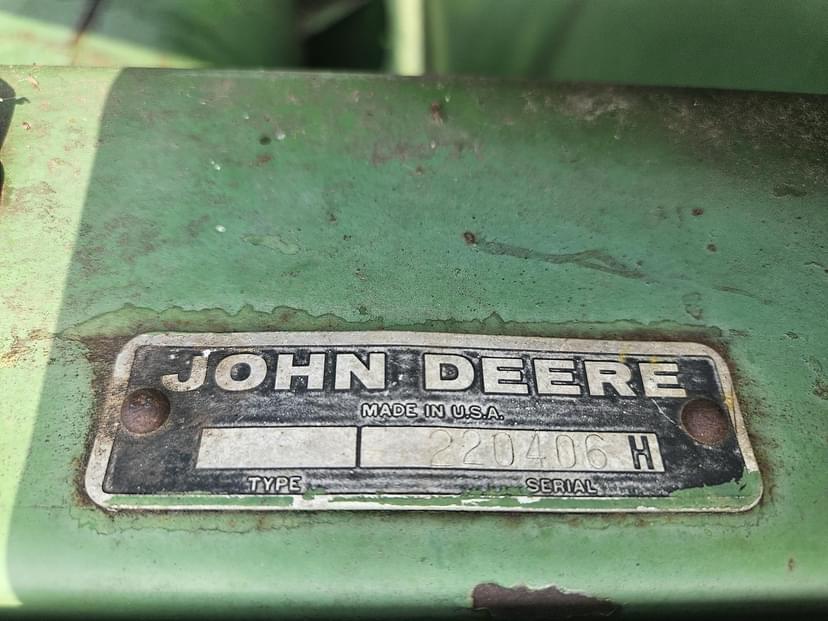 JOHN DEERE
MADE IN U.S.A.
220406 H
TYPE SERIAL